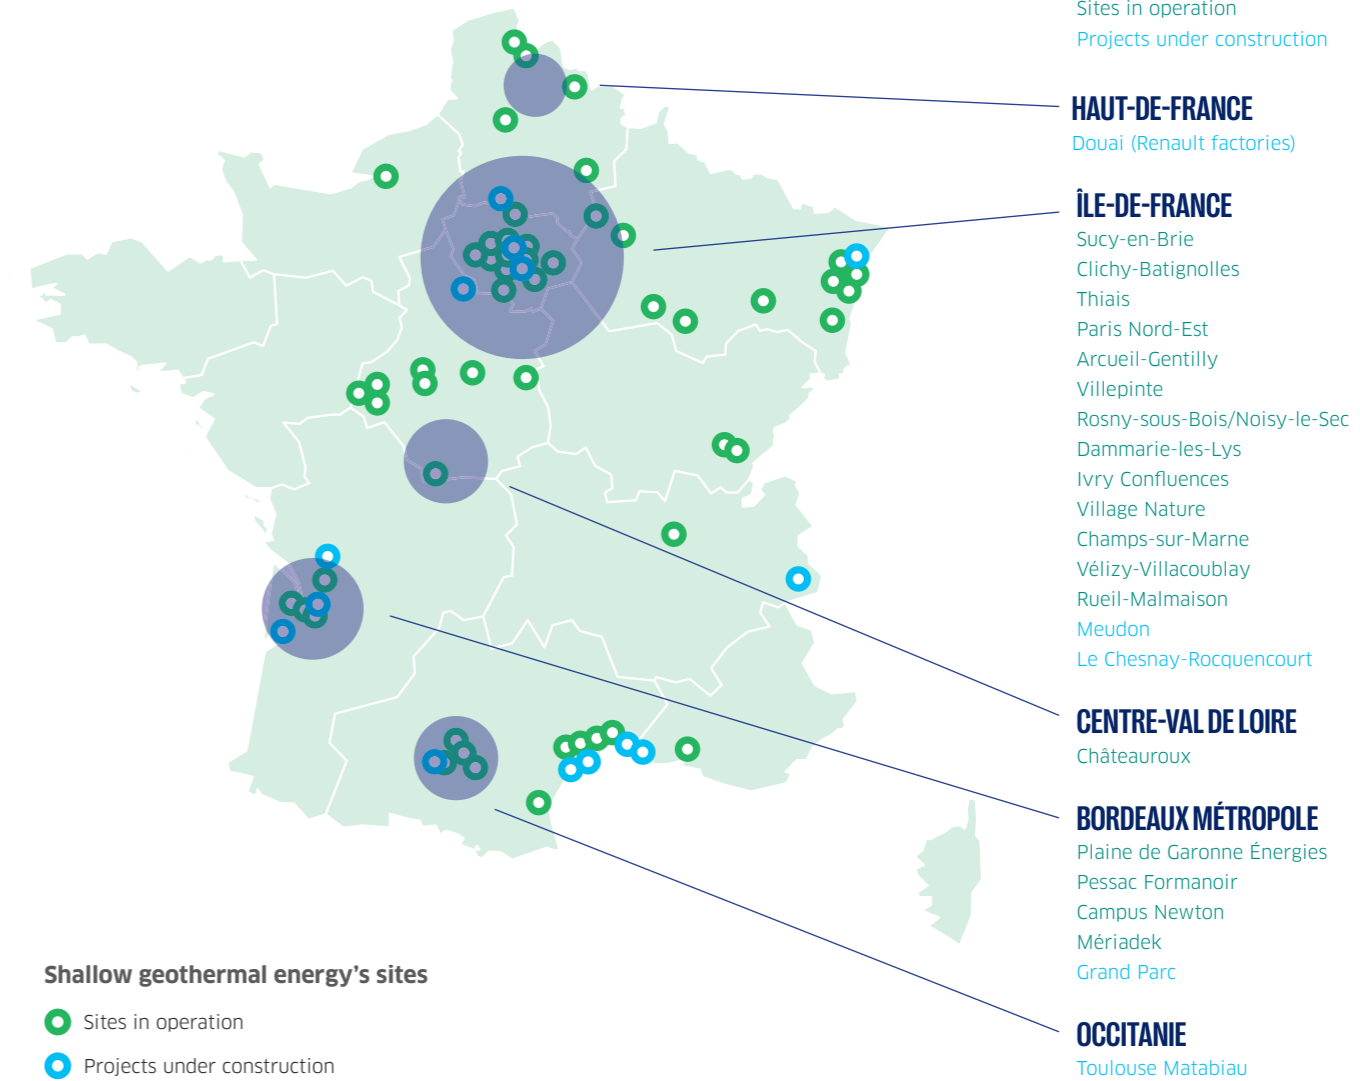 Sites in operation
Projects under construction
HAUT-DE-FRANCE
Douai (Renault factories)
ÎLE-DE-FRANCE
Sucy-en-Brie
Clichy-Batignolles
Thiais
Paris Nord-Est
Arcueil-Gentilly
Villepinte
Rosny-sous-Bois/Noisy-le-Sec
Dammarie-les-Lys
Ivry Confluences
Village Nature
Champs-sur-Marne
Vélizy-Villacoublay
Rueil-Malmaison
Meudon
Le Chesnay-Rocquencourt
CENTRE-VAL DE LOIRE
Châteauroux
BORDEAUX MÉTROPOLE
Plaine de Garonne Énergies
Pessac Formanoir
Campus Newton
Mériadek
Grand Parc
OCCITANIE
Toulouse Matabiau
Shallow geothermal energy’s sites
Sites in operation
Projects under construction